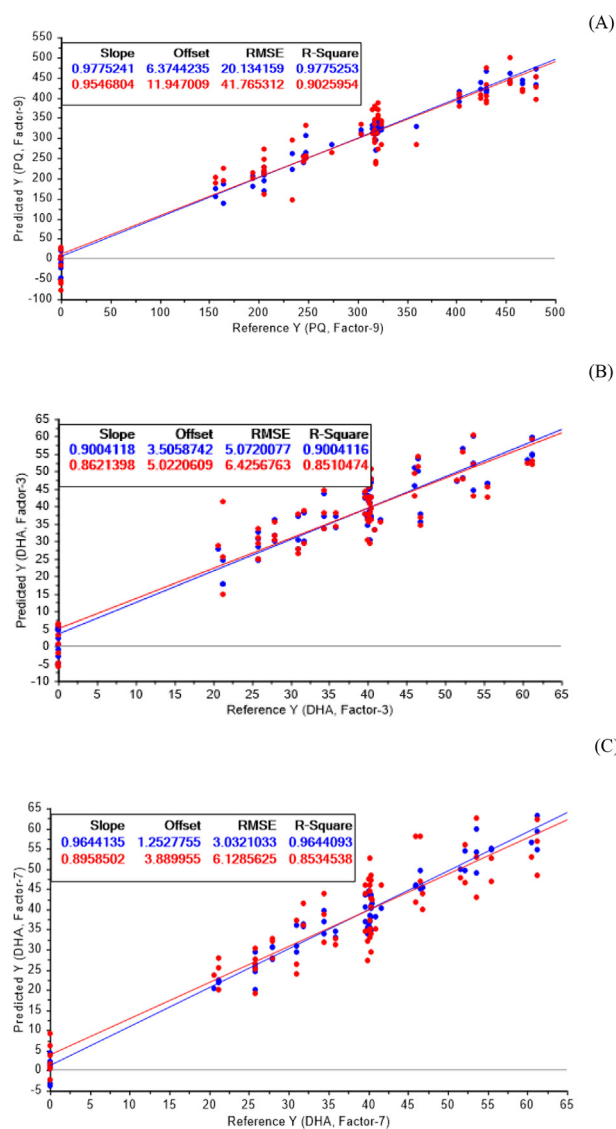 (A)
Slope Offset RMSE R-Square
0.9775241 6.3744235 20.134159 0.9775253
0.9546804 11.947009 41.765312 0.9025954
550
500
450
400
350
300
250
200
150
100
50
0
-50
-100
0 50 100 150 200 250 300 350 400 450 500
Predicted Y (PQ, Factor-9)
Reference Y (PQ, Factor-9)
(B)
Slope Offset RMSE R-Square
0.9004118 3.5058742 5.0720077 0.9004116
0.8621398 5.0220609 6.4256763 0.8510474
65
60
55
50
45
40
35
30
25
20
15
10
5
0
-5
-10
0 5 10 15 20 25 30 35 40 45 50 55 60 65
Predicted Y (DHA, Factor-3)
Reference Y (DHA, Factor-3)
(C)
Slope Offset RMSE R-Square
0.9644135 1.2527755 3.0321033 0.9644093
0.8958502 3.889955 6.1285625 0.8534538
65
60
55
50
45
40
35
30
25
20
15
10
5
0
-5
0 5 10 15 20 25 30 35 40 45 50 55 60 65
Predicted Y (DHA, Factor-7)
Reference Y (DHA, Factor-7)